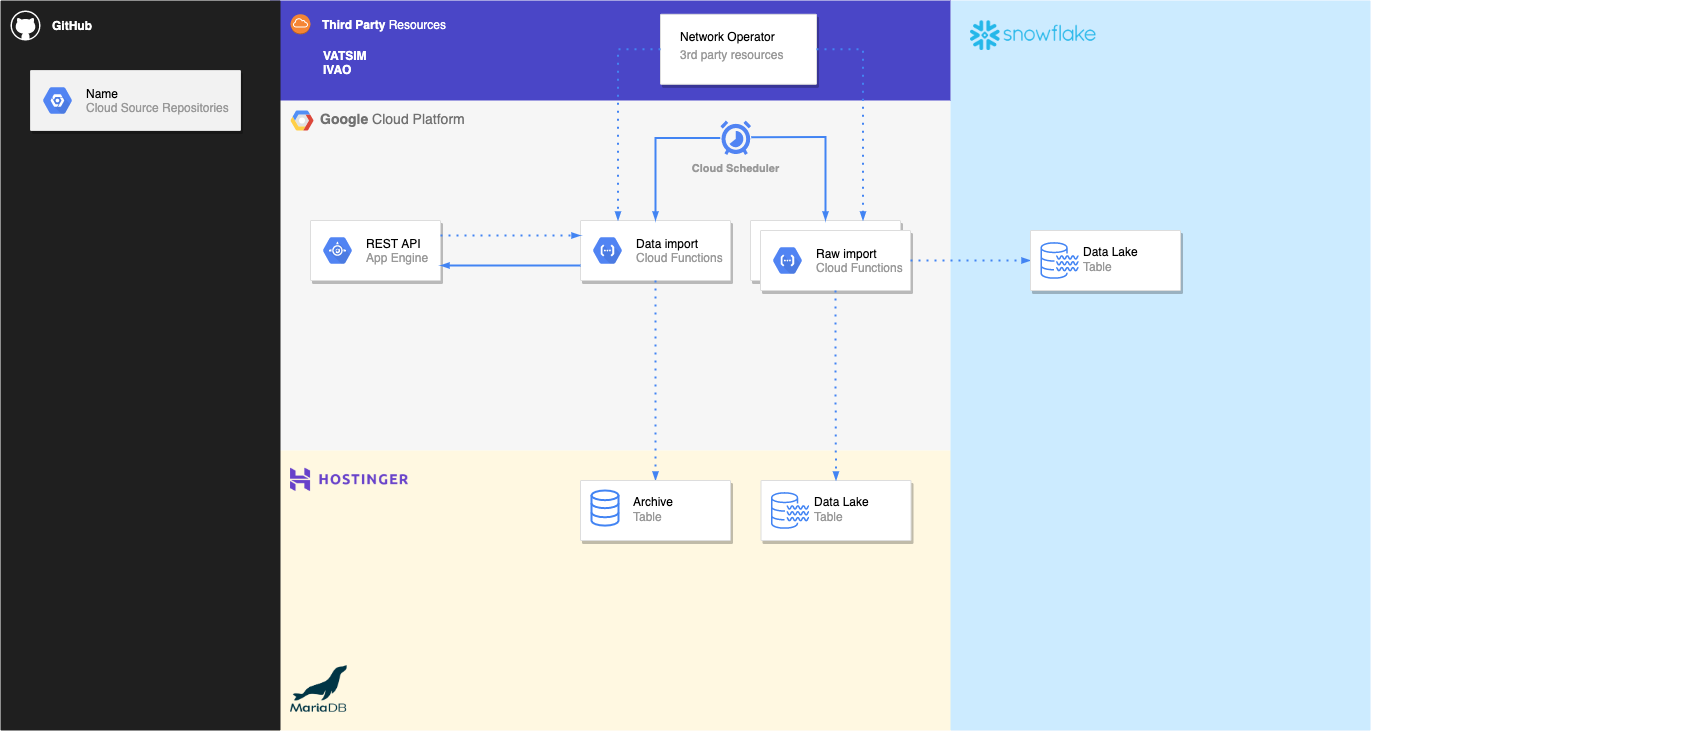 GitHub
Name
Cloud Source Repositories
Third Party Resources
VATSIM
IVAO
Network Operator
3rd party resources
Google Cloud Platform
Cloud Scheduler
REST API
App Engine
Data import
Cloud Functions
Raw import
Cloud Functions
snowflake
Data Lake
Table
HOSTINGER
Archive
Table
Data Lake
Table
MariaDB